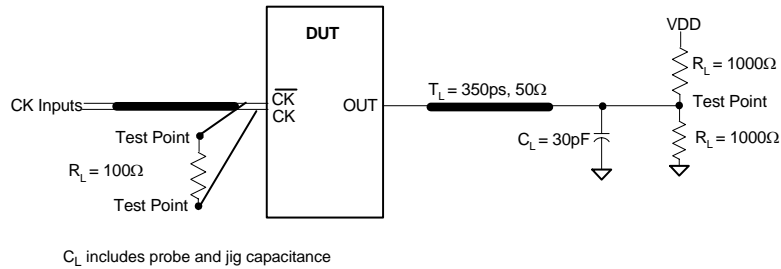 DUT
VDD
R_L = 1000Ω
T_L = 350ps, 50Ω
CK Inputs
C̅K̅
CK
OUT
Test Point
Test Point
C_L = 30pF
R_L = 1000Ω
R_L = 100Ω
Test Point
C_L includes probe and jig capacitance